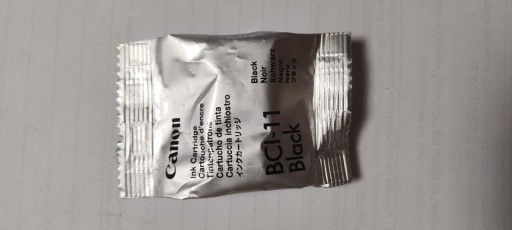 Canon
Ink Cartridge
Cartouche d'encre
Tintenpatrone
Cartucho de tinta
Cartuccia inchiostro
インクカートリッジ
Black
Noir
Schwarz
Negro
Nero
ブラック
BCI-11
Black